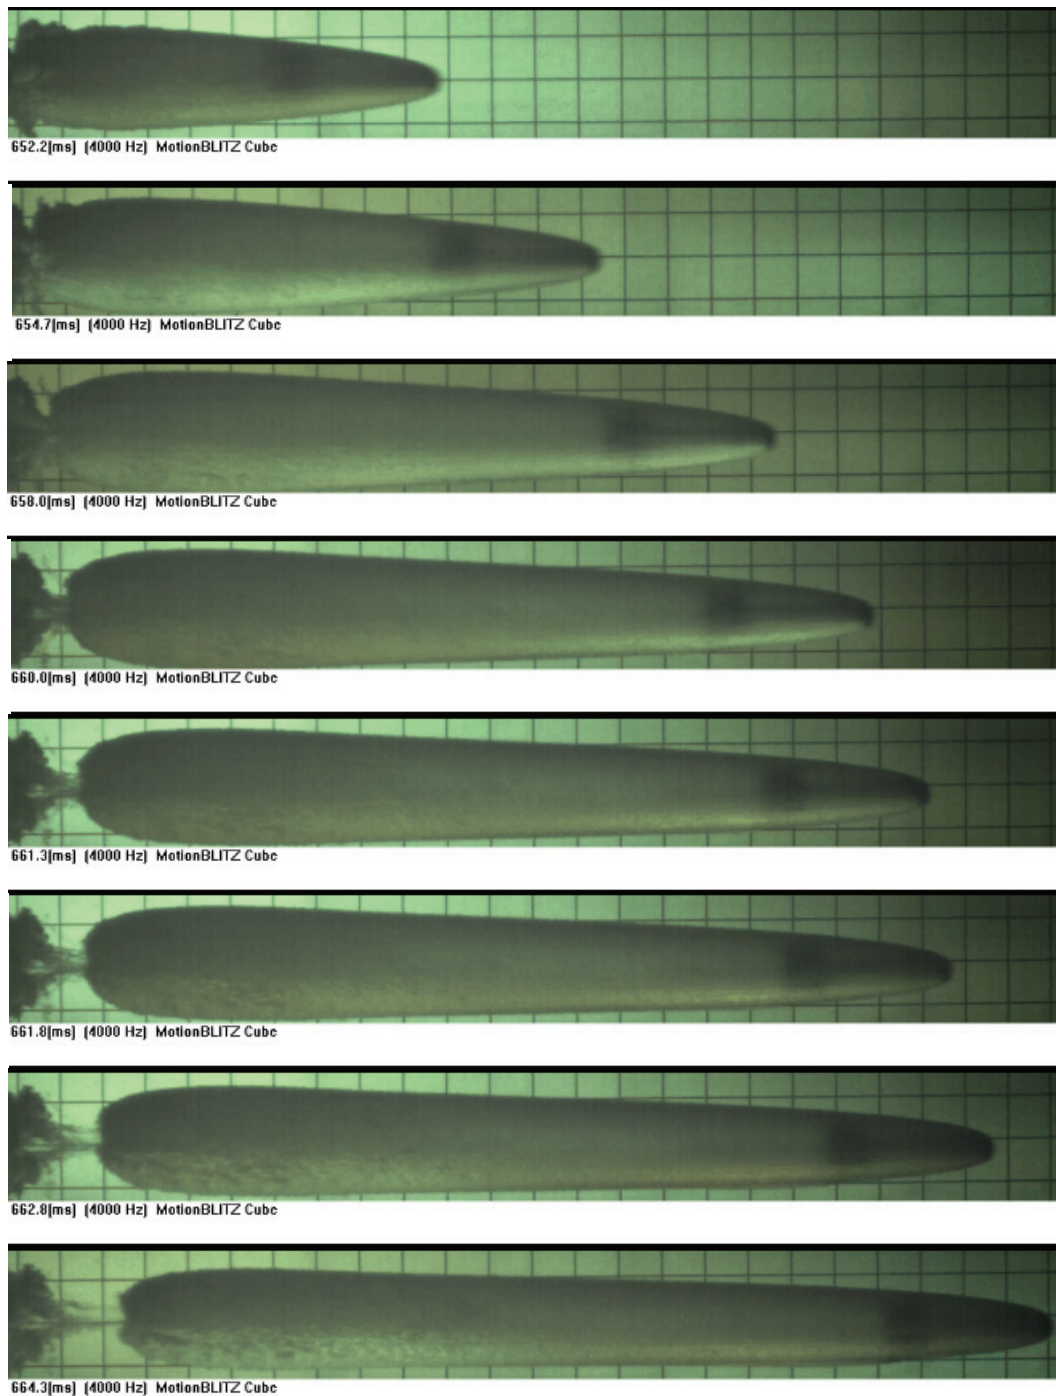 652.2[ms] (4000 Hz) MotionBLITZ Cube
654.7[ms] (4000 Hz) MotionBLITZ Cube
658.0[ms] (4000 Hz) MotionBLITZ Cube
660.0[ms] (4000 Hz) MotionBLITZ Cube
661.3[ms] (4000 Hz) MotionBLITZ Cube
661.8[ms] (4000 Hz) MotionBLITZ Cube
662.8[ms] (4000 Hz) MotionBLITZ Cube
664.3[ms] (4000 Hz) MotionBLITZ Cube